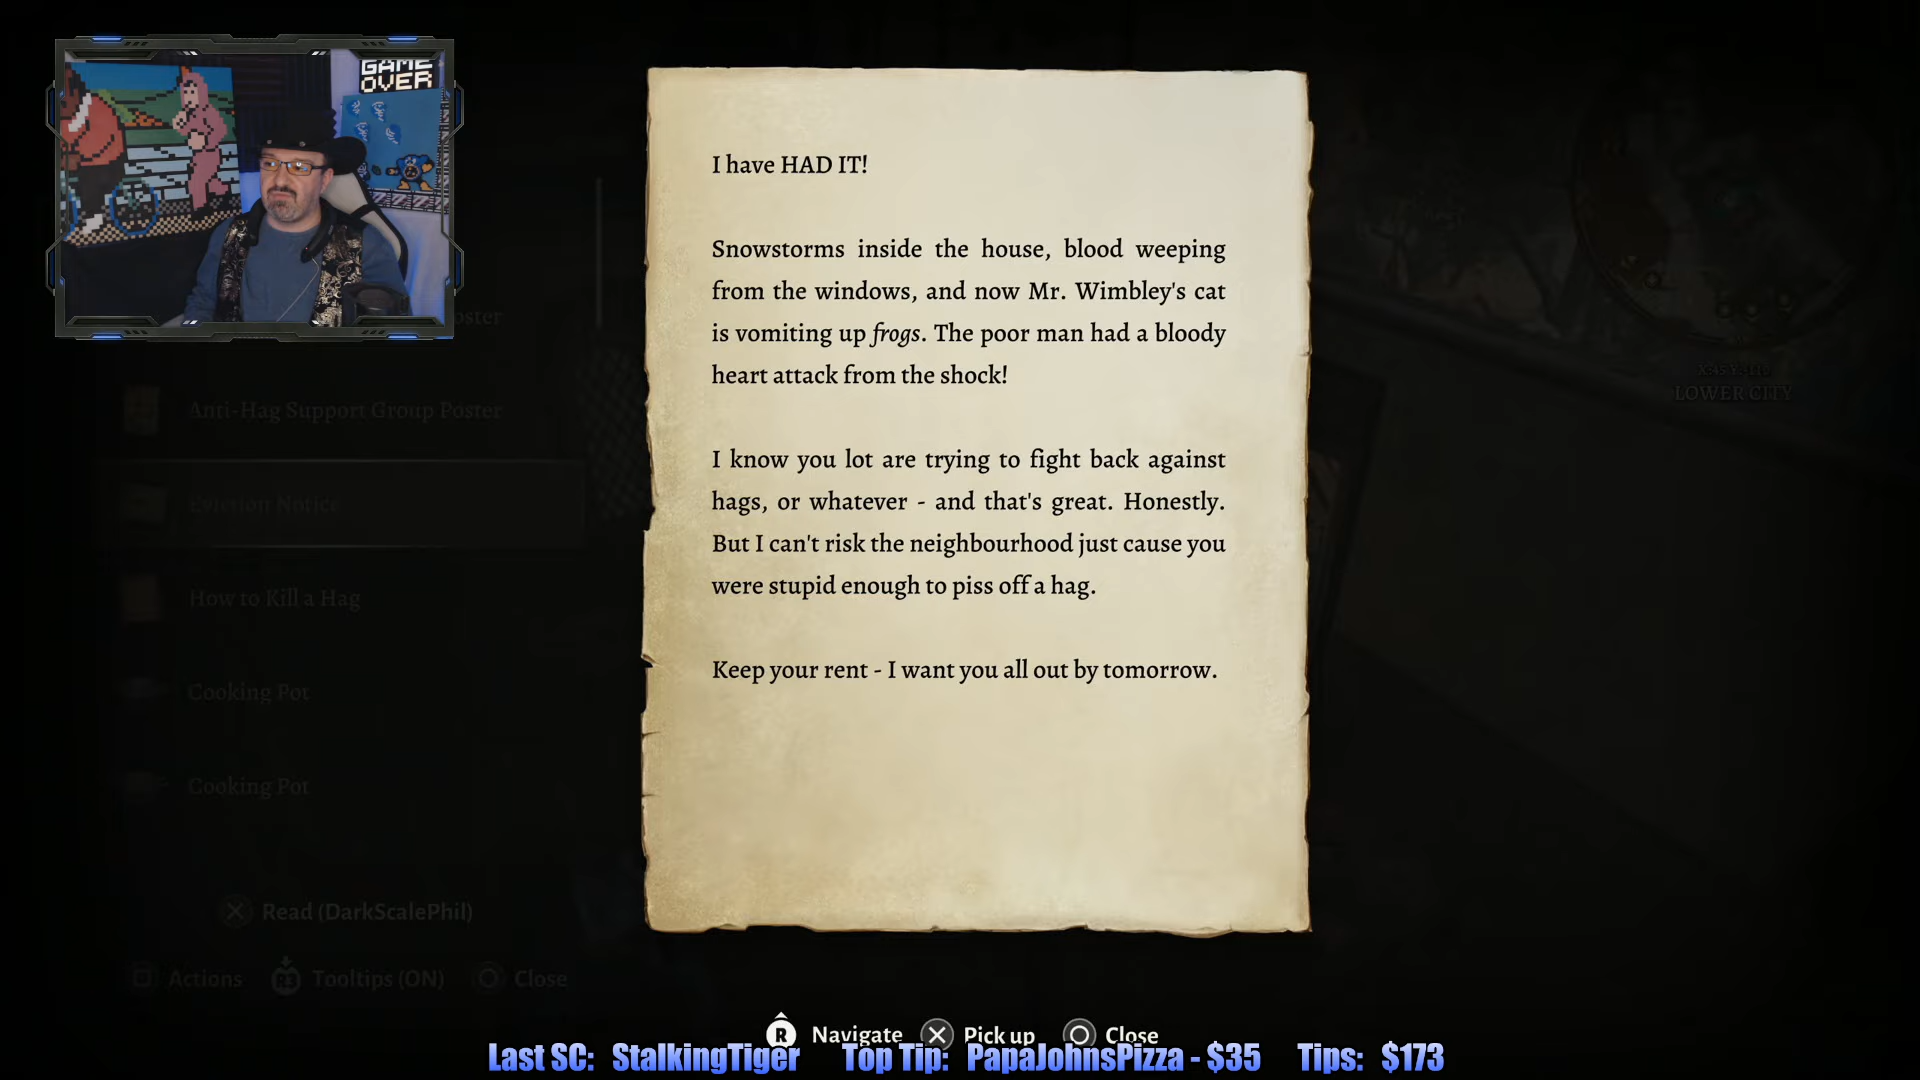 GAME
OVER
I have HAD IT!
Snowstorms inside the house, blood weeping
from the windows, and now Mr. Wimbley's cat
is vomiting up frogs. The poor man had a bloody
heart attack from the shock!
I know you lot are trying to fight back against
hags, or whatever - and that's great. Honestly.
But I can't risk the neighbourhood just cause you
were stupid enough to piss off a hag.
Keep your rent - I want you all out by tomorrow.
oster
Anti-Hag Support Group Poster
Eviction Notice
How to Kill a Hag
Cooking Pot
Cooking Pot
Read (DarkScalePhil)
Actions
R3 Tooltips (ON)
Close
LOWER CITY
R Navigate Pick up Close
Last SC: StalkingTiger Top Tip: PapaJohnsPizza - $35 Tips: $173